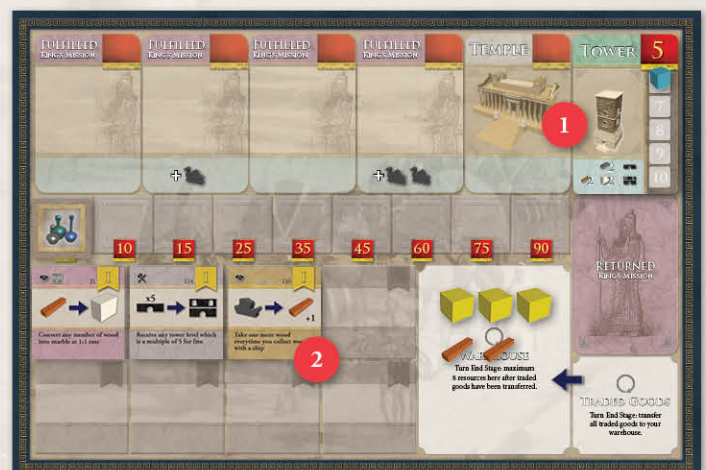 FULFILLED
KING'S MISSION
FULFILLED
KING'S MISSION
FULFILLED
KING'S MISSION
FULFILLED
KING'S MISSION
TEMPLE
TOWER
5
7
8
9
10
1
+
+
2
2
10
15
25
35
45
60
75
90
RETURNED
KING'S MISSION
x5
+1
Convert any number of wood
into marble at 1:1 rate
Receive any tower level which
is a multiple of 5 for free
Take one more wood
everytime you collect
with a ship
2
WAREHOUSE
Turn End Stage: maximum
8 resources here after traded
goods have been transferred.
TRADED GOODS
Turn End Stage: transfer
all traded goods to your
warehouse.